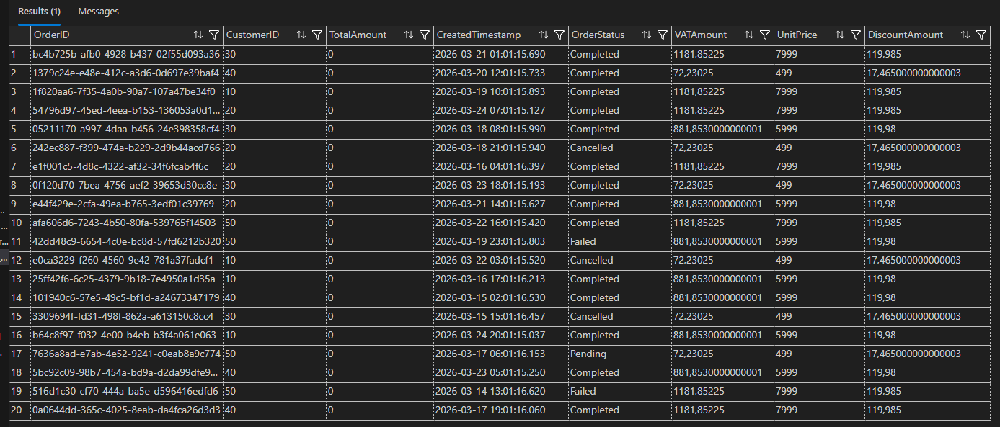 Results (1) Messages
OrderID CustomerID TotalAmount CreatedTimestamp OrderStatus VATAmount UnitPrice DiscountAmount
1 bc4b725b-afb0-4928-b437-02f55d093a36 30 0 2026-03-21 01:01:15.690 Completed 1181,85225 7999 119,985
2 1379c24e-e48e-412c-a3d6-0d697e39baf4 40 0 2026-03-20 12:01:15.733 Completed 72,23025 499 17,465000000000003
3 1f820aa6-7f35-4a0b-90a7-107a47be34f0 10 0 2026-03-19 10:01:15.893 Completed 1181,85225 7999 119,985
4 54796d97-45ed-4eea-b153-136053a0d1... 20 0 2026-03-24 07:01:15.127 Completed 1181,85225 7999 119,985
5 05211170-a997-4daa-b456-24e398358cf4 30 0 2026-03-18 08:01:15.990 Completed 881,8530000000001 5999 119,98
6 242ec887-f399-474a-b229-2d9b44acd766 20 0 2026-03-18 21:01:15.940 Cancelled 72,23025 499 17,465000000000003
7 e1f001c5-4d8c-4322-af32-34f6fcab4f6c 20 0 2026-03-16 04:01:16.397 Completed 1181,85225 7999 119,985
8 0f120d70-7bea-4756-aef2-39653d30cc8e 30 0 2026-03-23 18:01:15.193 Completed 72,23025 499 17,465000000000003
9 e44f429e-2cfa-49ea-b765-3edf01c39769 20 0 2026-03-21 14:01:15.627 Completed 881,8530000000001 5999 119,98
10 afa606d6-7243-4b50-80fa-539765f14503 50 0 2026-03-22 16:01:15.420 Completed 1181,85225 7999 119,985
11 42dd48c9-6654-4c0e-bc8d-57fd6212b320 50 0 2026-03-19 23:01:15.803 Failed 881,8530000000001 5999 119,98
12 e0ca3229-f260-4560-9e42-781a37fadcf1 10 0 2026-03-22 03:01:15.520 Cancelled 72,23025 499 17,465000000000003
13 25ff42f6-6c25-4379-9b18-7e4950a1d35a 10 0 2026-03-16 17:01:16.213 Completed 881,8530000000001 5999 119,98
14 101940c6-57e5-49c5-bf1d-a24673347179 40 0 2026-03-15 02:01:16.530 Completed 881,8530000000001 5999 119,98
15 3309694f-fd31-498f-862a-a613150c8cc4 30 0 2026-03-15 15:01:16.457 Cancelled 72,23025 499 17,465000000000003
16 b64c8f97-f032-4e00-b4eb-b3f4a061e063 10 0 2026-03-24 20:01:15.037 Completed 881,8530000000001 5999 119,98
17 7636a8ad-e7ab-4e52-9241-c0eab8a9c774 50 0 2026-03-17 06:01:16.153 Pending 72,23025 499 17,465000000000003
18 5bc92c09-98b7-454a-bd9a-d2da99dfe9... 40 0 2026-03-23 05:01:15.250 Completed 881,8530000000001 5999 119,98
19 516d1c30-cf70-444a-ba5e-d596416edfd6 50 0 2026-03-14 13:01:16.620 Failed 1181,85225 7999 119,985
20 0a0644dd-365c-4025-8eab-da4fca26d3d3 40 0 2026-03-17 19:01:16.060 Completed 1181,85225 7999 119,985